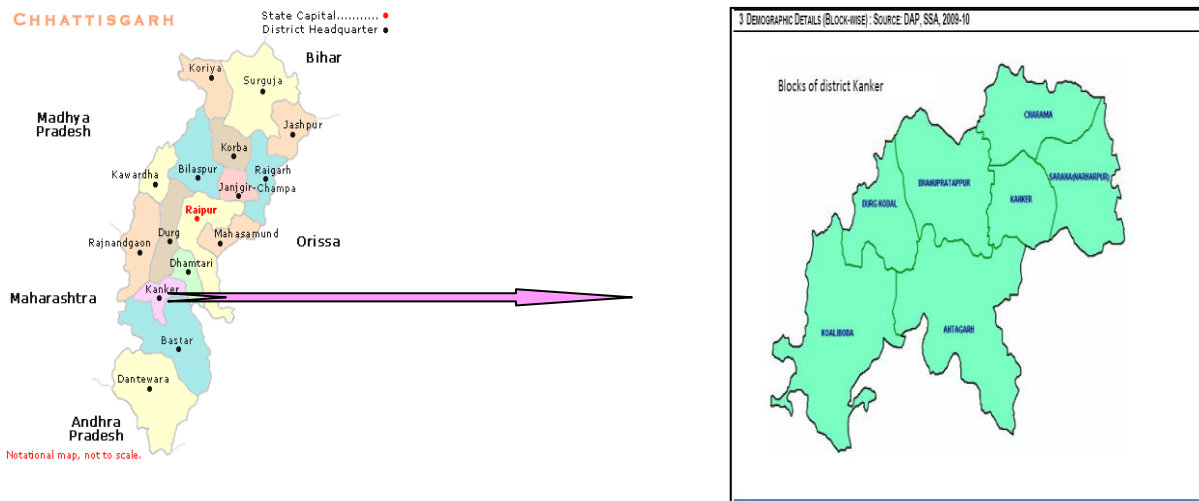 CHHATTISGARH
State Capital...........
District Headquarter
Bihar
Koriya
Surguja
Madhya
Pradesh
Jashpur
Korba
Bilaspur
Raigarh
Kawardha
Janjgir-Champa
Raipur
Durg
Mahasamund
Orissa
Rajnandgaon
Dhamtari
Kanker
Maharashtra
Bastar
Dantewara
Andhra
Pradesh
Notational map, not to scale.
3 DEMOGRAPHIC DETAILS (BLOCK-WISE) : SOURCE: DAP, SSA, 2009-10
Blocks of district Kanker
CHARAMA
SARANA(NARHARPUR)
BHANUPRATAPPUR
KANKER
DURG KODAL
KOALIBODA
AHTAGARH